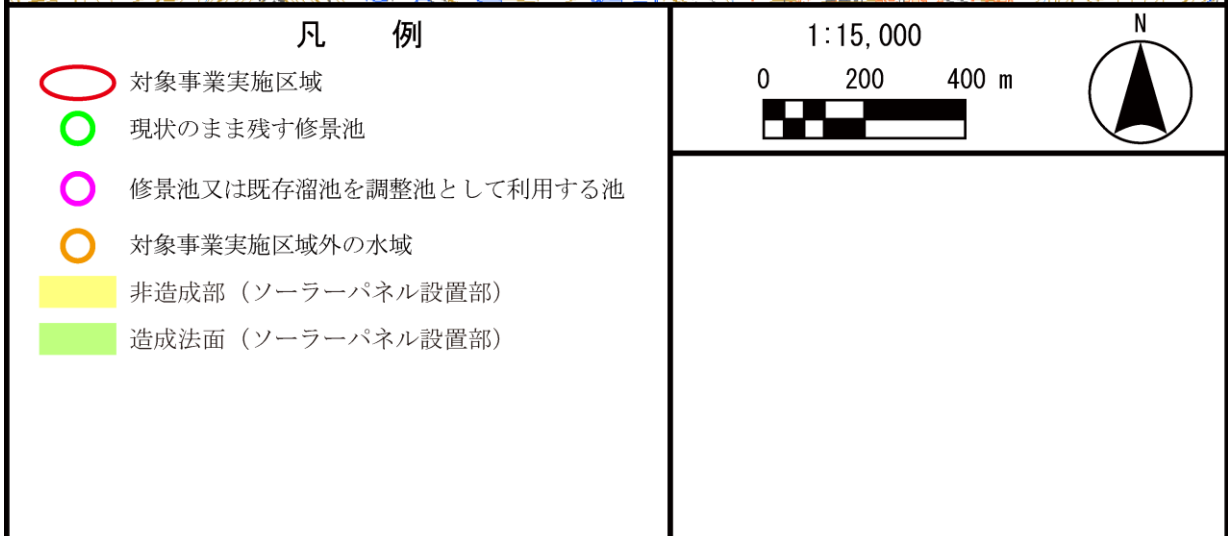 凡 例
対象事業実施区域
現状のまま残す修景池
修景池又は既存溜池を調整池として利用する池
対象事業実施区域外の水域
非造成部（ソーラーパネル設置部）
造成法面（ソーラーパネル設置部）
1:15,000
0 200 400 m
N